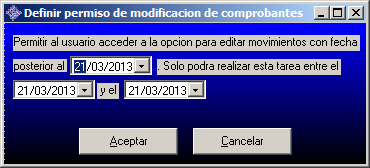 Definir permiso de modificacion de comprobantes
Permitir al usuario acceder a la opcion para editar movimientos con fecha
posterior al 21/03/2013 . Solo podra realizar esta tarea entre el
21/03/2013 y el 21/03/2013
Aceptar Cancelar